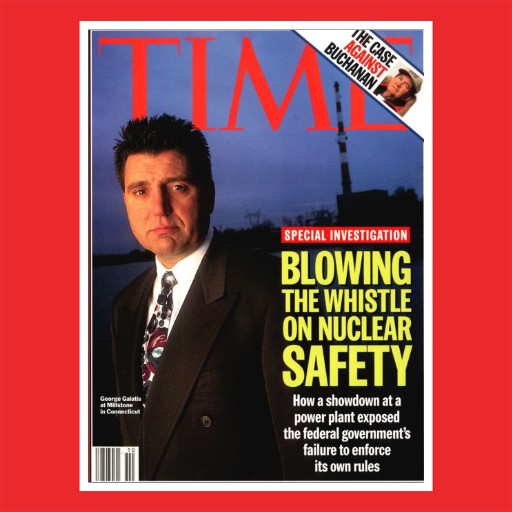 TIME
THE CASE
AGAINST
BUCHANAN
SPECIAL INVESTIGATION
BLOWING
THE WHISTLE
ON NUCLEAR
SAFETY
How a showdown at a
power plant exposed
the federal government's
failure to enforce
its own rules
George Galatis
at Millstone
in Connecticut
10